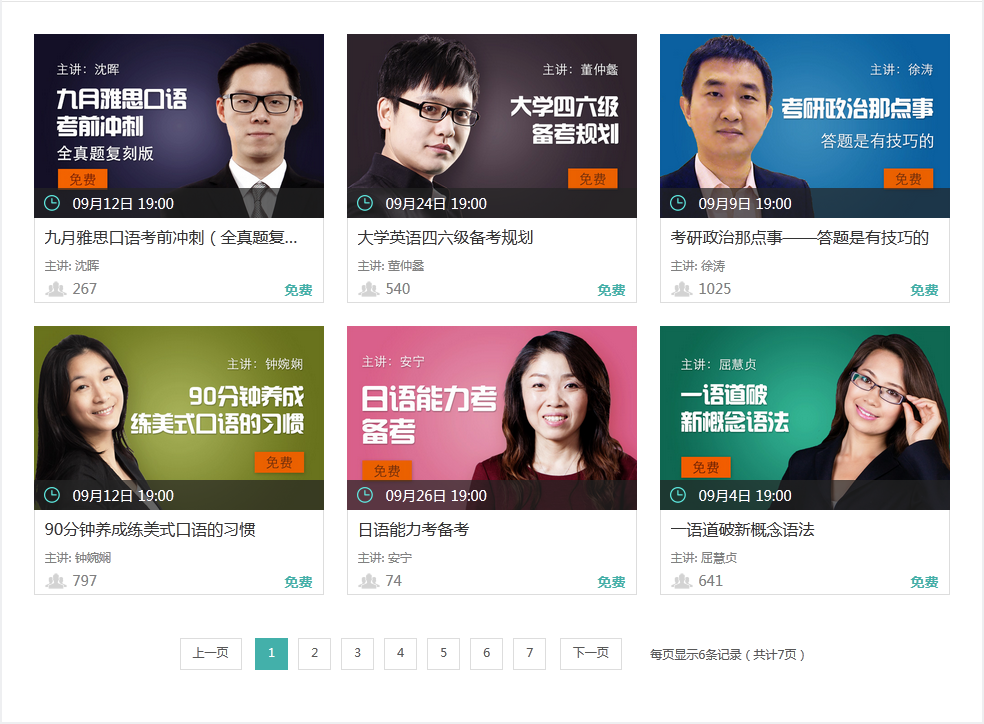 主讲：沈晖
九月雅思口语
考前冲刺
全真题复刻版
免费
09月12日 19:00
九月雅思口语考前冲刺（全真题复...
主讲: 沈晖
267
免费
主讲：董仲蠡
大学四六级
备考规划
免费
09月24日 19:00
大学英语四六级备考规划
主讲: 董仲蠡
540
免费
主讲：徐涛
考研政治那点事
答题是有技巧的
免费
09月9日 19:00
考研政治那点事——答题是有技巧的
主讲: 徐涛
1025
免费
主讲：钟婉娴
90分钟养成
练美式口语的习惯
免费
09月12日 19:00
90分钟养成练美式口语的习惯
主讲: 钟婉娴
797
免费
主讲：安宁
日语能力考
备考
免费
09月26日 19:00
日语能力考备考
主讲: 安宁
74
免费
主讲：屈慧贞
一语道破
新概念语法
免费
09月4日 19:00
一语道破新概念语法
主讲: 屈慧贞
641
免费
上一页 1 2 3 4 5 6 7 下一页 每页显示6条记录（共计7页）